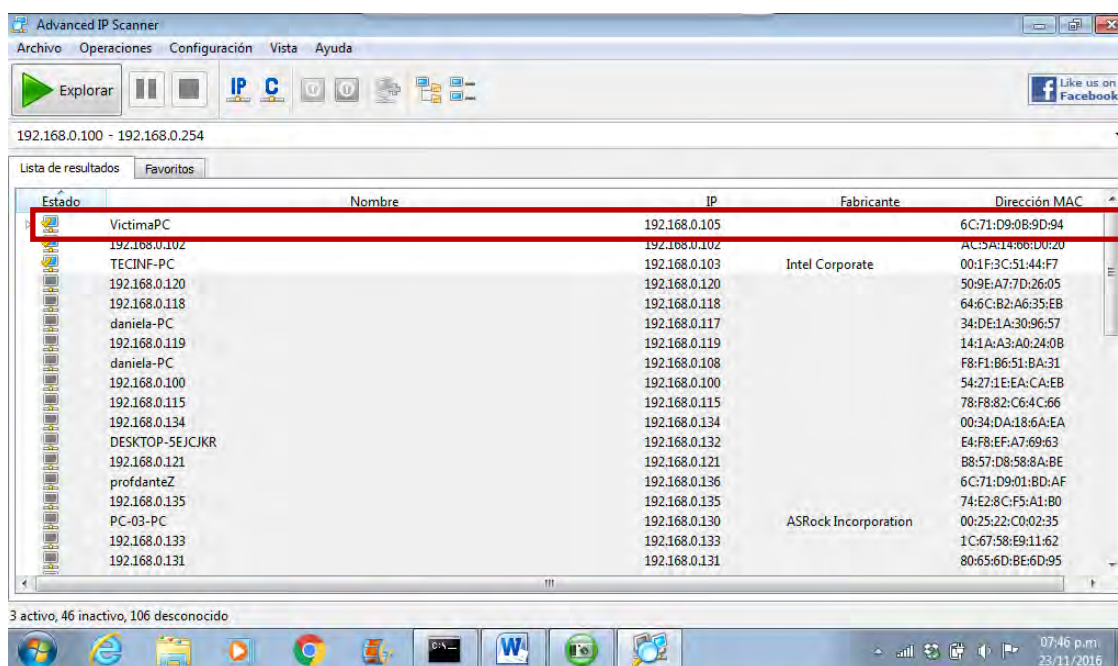 Advanced IP Scanner
Archivo Operaciones Configuración Vista Ayuda
Explorar
IP
C
Like us on
Facebook
192.168.0.100 - 192.168.0.254
Lista de resultados Favoritos
Estado Nombre IP Fabricante Dirección MAC
VictimaPC 192.168.0.105 6C:71:D9:0B:9D:94
192.168.0.102 192.168.0.102 AC:5A:14:66:D0:20
TECINF-PC 192.168.0.103 Intel Corporate 00:1F:3C:51:44:F7
192.168.0.120 192.168.0.120 50:9E:A7:7D:26:05
192.168.0.118 192.168.0.118 64:6C:B2:A6:35:EB
daniela-PC 192.168.0.117 34:DE:1A:30:96:57
192.168.0.119 192.168.0.119 14:1A:A3:A0:24:0B
daniela-PC 192.168.0.108 F8:F1:B6:51:BA:31
192.168.0.100 192.168.0.100 54:27:1E:EA:CA:EB
192.168.0.115 192.168.0.115 78:F8:82:C6:4C:66
192.168.0.134 192.168.0.134 00:34:DA:18:6A:EA
DESKTOP-5EJCJKR 192.168.0.132 E4:F8:EF:A7:69:63
192.168.0.121 192.168.0.121 B8:57:D8:58:8A:BE
profdanteZ 192.168.0.136 6C:71:D9:01:BD:AF
192.168.0.135 192.168.0.135 74:E2:8C:F5:A1:B0
PC-03-PC 192.168.0.130 ASRock Incorporation 00:25:22:C0:02:35
192.168.0.133 192.168.0.133 1C:67:58:E9:11:62
192.168.0.131 192.168.0.131 80:65:6D:BE:6D:95
3 activo, 46 inactivo, 106 desconocido
07:46 p.m.
23/11/2016